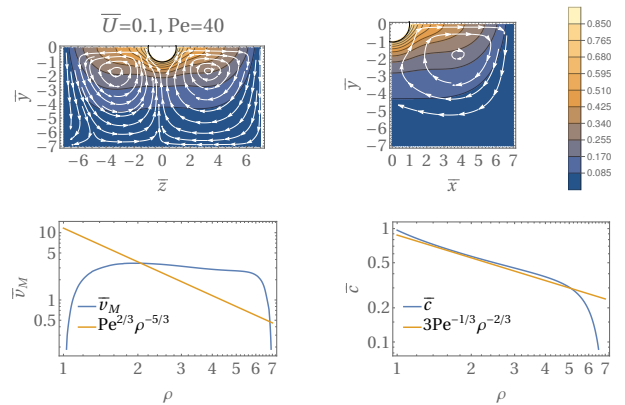 U̅=0.1, Pe=40
0
−1
−2
−3
−4
−5
−6
−7
y̅
−6 −4 −2 0 2 4 6
z̅
0
−1
−2
−3
−4
−5
−6
−7
y̅
0 1 2 3 4 5 6 7
x̅
0.850
0.765
0.680
0.595
0.510
0.425
0.340
0.255
0.170
0.085
10
5
1
0.5
v̅_M
v̅_M
Pe^{2/3}ρ^{−5/3}
1 2 3 4 5 6 7
ρ
1
0.5
0.1
c̅
c̅
3Pe^{−1/3}ρ^{−2/3}
1 2 3 4 5 6 7
ρ